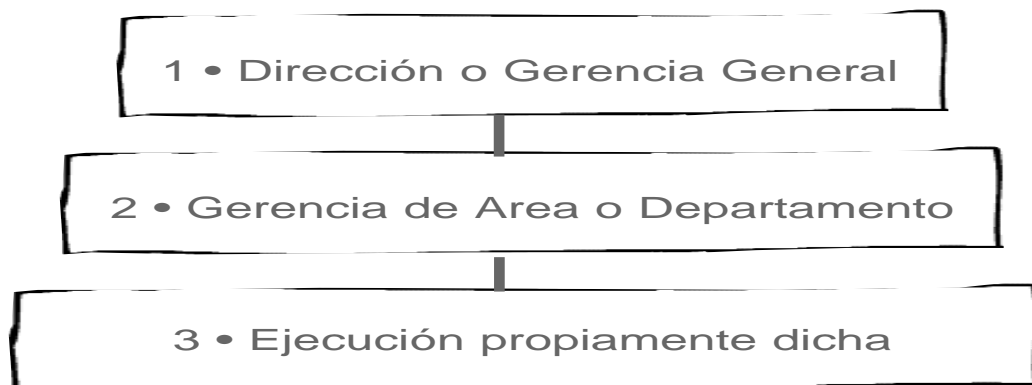 1 • Dirección o Gerencia General
2 • Gerencia de Area o Departamento
3 • Ejecución propiamente dicha